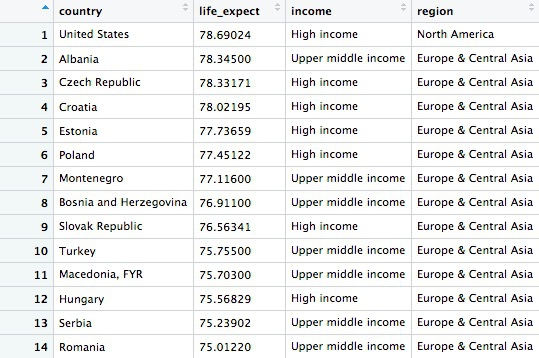 country life_expect income region
1 United States 78.69024 High income North America
2 Albania 78.34500 Upper middle income Europe & Central Asia
3 Czech Republic 78.33171 High income Europe & Central Asia
4 Croatia 78.02195 High income Europe & Central Asia
5 Estonia 77.73659 High income Europe & Central Asia
6 Poland 77.45122 High income Europe & Central Asia
7 Montenegro 77.11600 Upper middle income Europe & Central Asia
8 Bosnia and Herzegovina 76.91100 Upper middle income Europe & Central Asia
9 Slovak Republic 76.56341 High income Europe & Central Asia
10 Turkey 75.75500 Upper middle income Europe & Central Asia
11 Macedonia, FYR 75.70300 Upper middle income Europe & Central Asia
12 Hungary 75.56829 High income Europe & Central Asia
13 Serbia 75.23902 Upper middle income Europe & Central Asia
14 Romania 75.01220 Upper middle income Europe & Central Asia